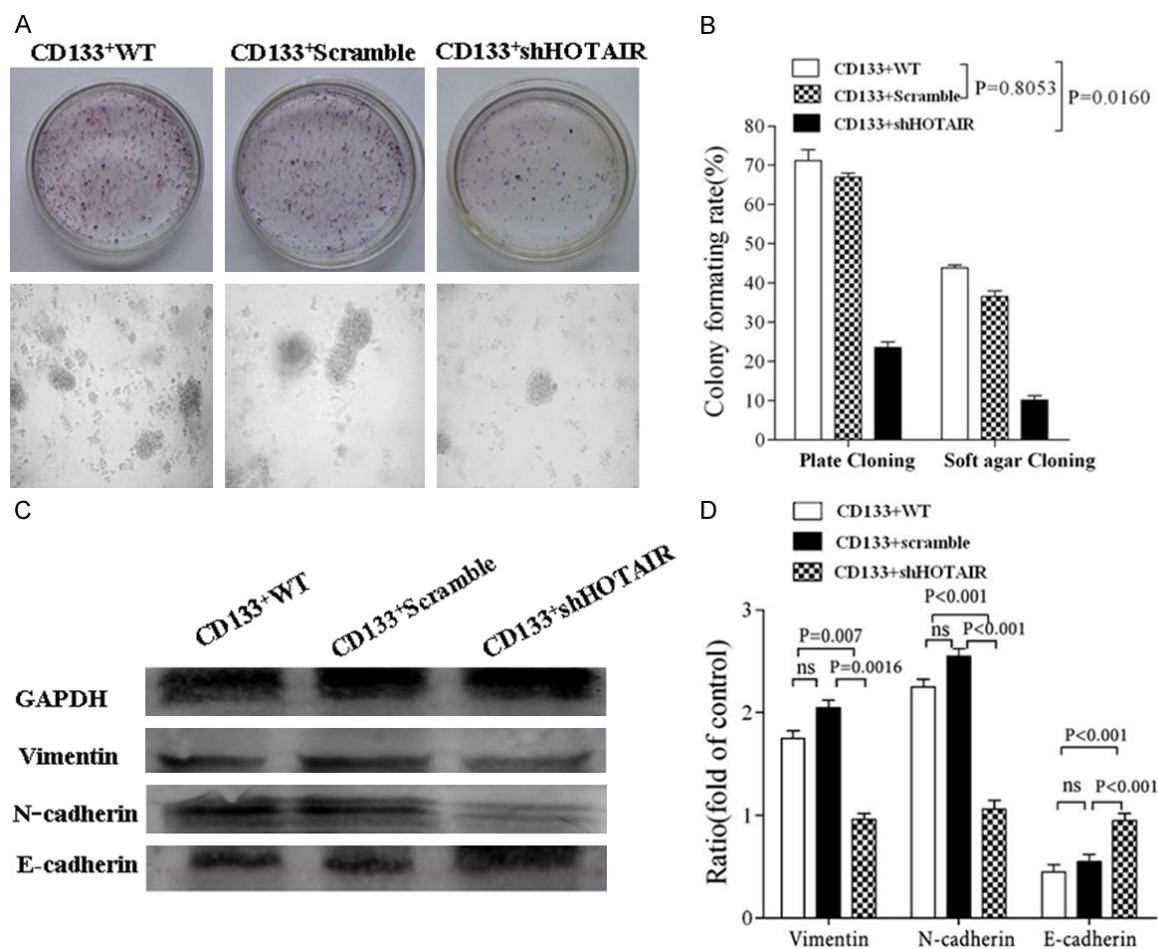 A
CD133⁺WT CD133⁺Scramble CD133⁺shHOTAIR
B
CD133+WT
CD133+Scramble
CD133+shHOTAIR
P=0.8053
P=0.0160
Colony formating rate(%)
80
70
60
50
40
30
20
10
0
Plate Cloning Soft agar Cloning
C
CD133⁺WT CD133⁺Scramble CD133⁺shHOTAIR
GAPDH
Vimentin
N-cadherin
E-cadherin
D
CD133+WT
CD133+scramble
CD133+shHOTAIR
Ratio(fold of control)
3
2
1
0
P=0.007
ns P=0.0016
P<0.001
ns P<0.001
P<0.001
ns P<0.001
Vimentin N-cadherin E-cadherin